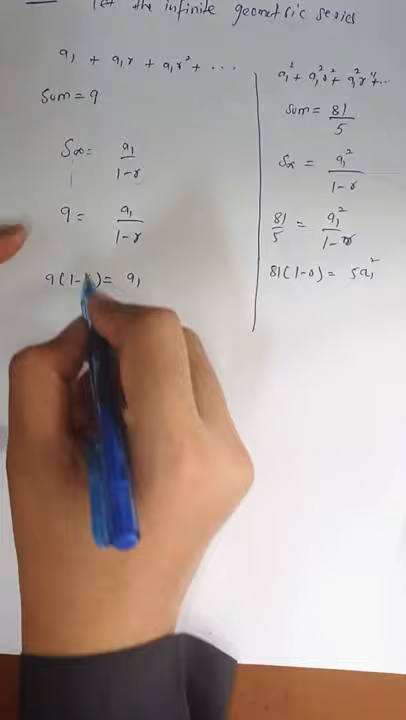 let the infinite geometric series
a₁ + a₁r + a₁r² + ...
Sum = 9
S∞ = a₁/(1-r)
9 = a₁/(1-r)
9(1-r) = a₁
a₁² + a₁²r² + a₁²r⁴ + ...
Sum = 81/5
S∞ = a₁²/(1-r)
81/5 = a₁²/(1-r)
81(1-r) = 5a₁²